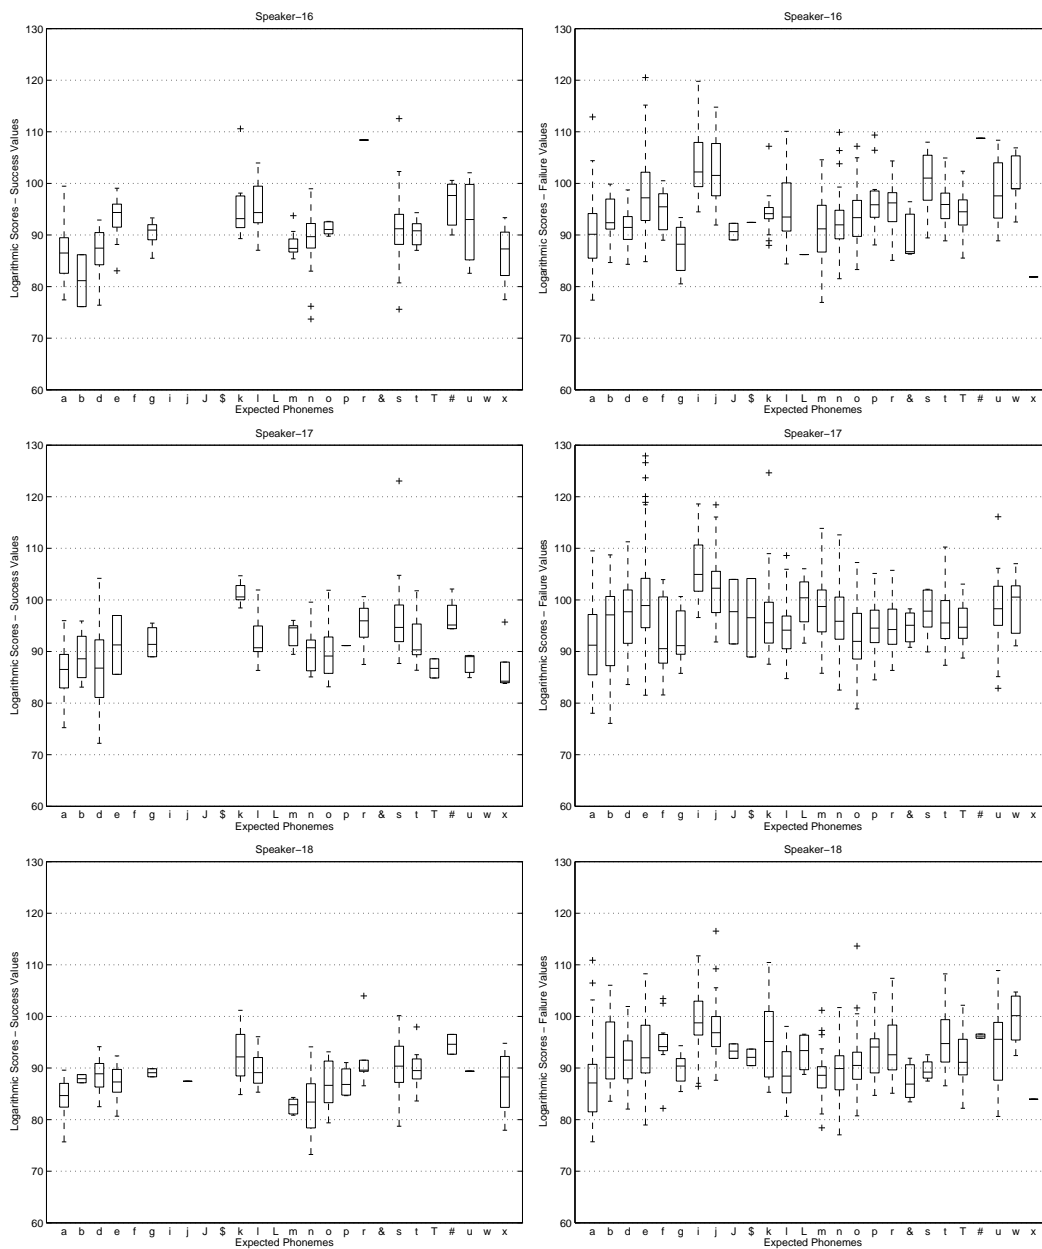 Speaker−16
Logarithmic Scores − Success Values
130
120
110
100
90
80
70
60
a b d e f g i j J $ k l L m n o p r & s t T # u w x
Expected Phonemes
Speaker−16
Logarithmic Scores − Failure Values
130
120
110
100
90
80
70
60
a b d e f g i j J $ k l L m n o p r & s t T # u w x
Expected Phonemes
Speaker−17
Logarithmic Scores − Success Values
130
120
110
100
90
80
70
60
a b d e f g i j J $ k l L m n o p r & s t T # u w x
Expected Phonemes
Speaker−17
Logarithmic Scores − Failure Values
130
120
110
100
90
80
70
60
a b d e f g i j J $ k l L m n o p r & s t T # u w x
Expected Phonemes
Speaker−18
Logarithmic Scores − Success Values
130
120
110
100
90
80
70
60
a b d e f g i j J $ k l L m n o p r & s t T # u w x
Expected Phonemes
Speaker−18
Logarithmic Scores − Failure Values
130
120
110
100
90
80
70
60
a b d e f g i j J $ k l L m n o p r & s t T # u w x
Expected Phonemes